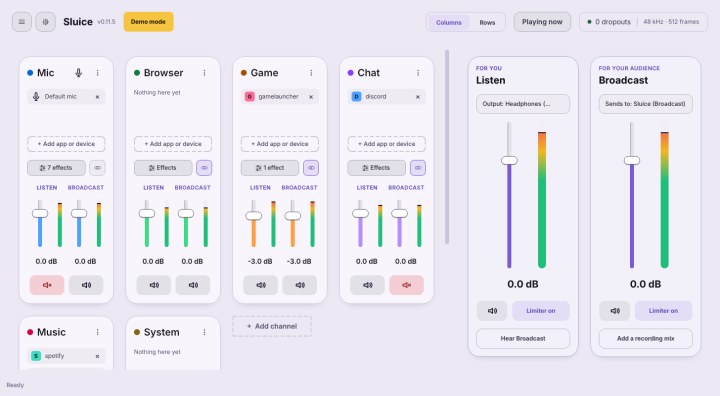 Sluice v0.11.5 Demo mode Columns Rows Playing now 0 dropouts 48 kHz · 512 frames
Mic
Default mic ×
+ Add app or device
7 effects
LISTEN BROADCAST
0.0 dB 0.0 dB
Browser
Nothing here yet
+ Add app or device
Effects
LISTEN BROADCAST
0.0 dB 0.0 dB
Game
G gamelauncher ×
+ Add app or device
1 effect
LISTEN BROADCAST
-3.0 dB -3.0 dB
Chat
D discord ×
+ Add app or device
Effects
LISTEN BROADCAST
0.0 dB 0.0 dB
Music
S spotify ×
System
Nothing here yet
+ Add channel
FOR YOU
Listen
Output: Headphones (...
0.0 dB
Limiter on
Hear Broadcast
FOR YOUR AUDIENCE
Broadcast
Sends to: Sluice (Broadcast)
0.0 dB
Limiter on
Add a recording mix
Ready